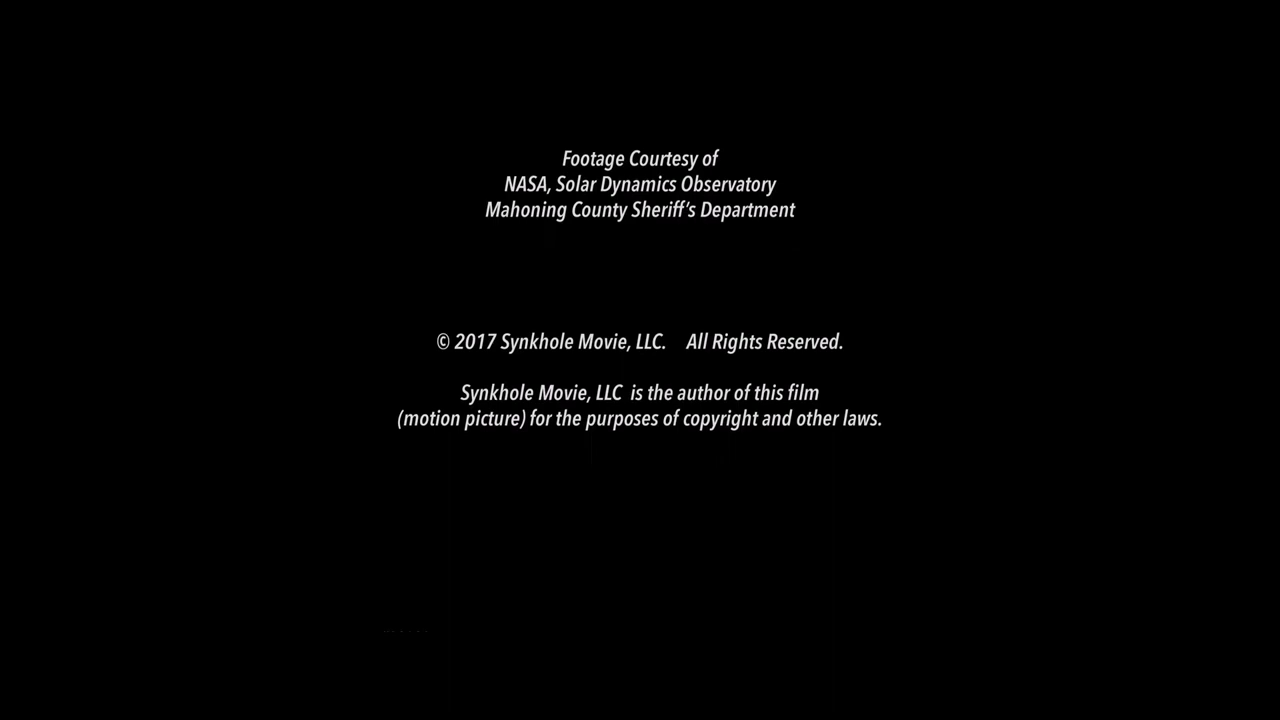 Footage Courtesy of
NASA, Solar Dynamics Observatory
Mahoning County Sheriff's Department
© 2017 Synkhole Movie, LLC. All Rights Reserved.
Synkhole Movie, LLC is the author of this film
(motion picture) for the purposes of copyright and other laws.